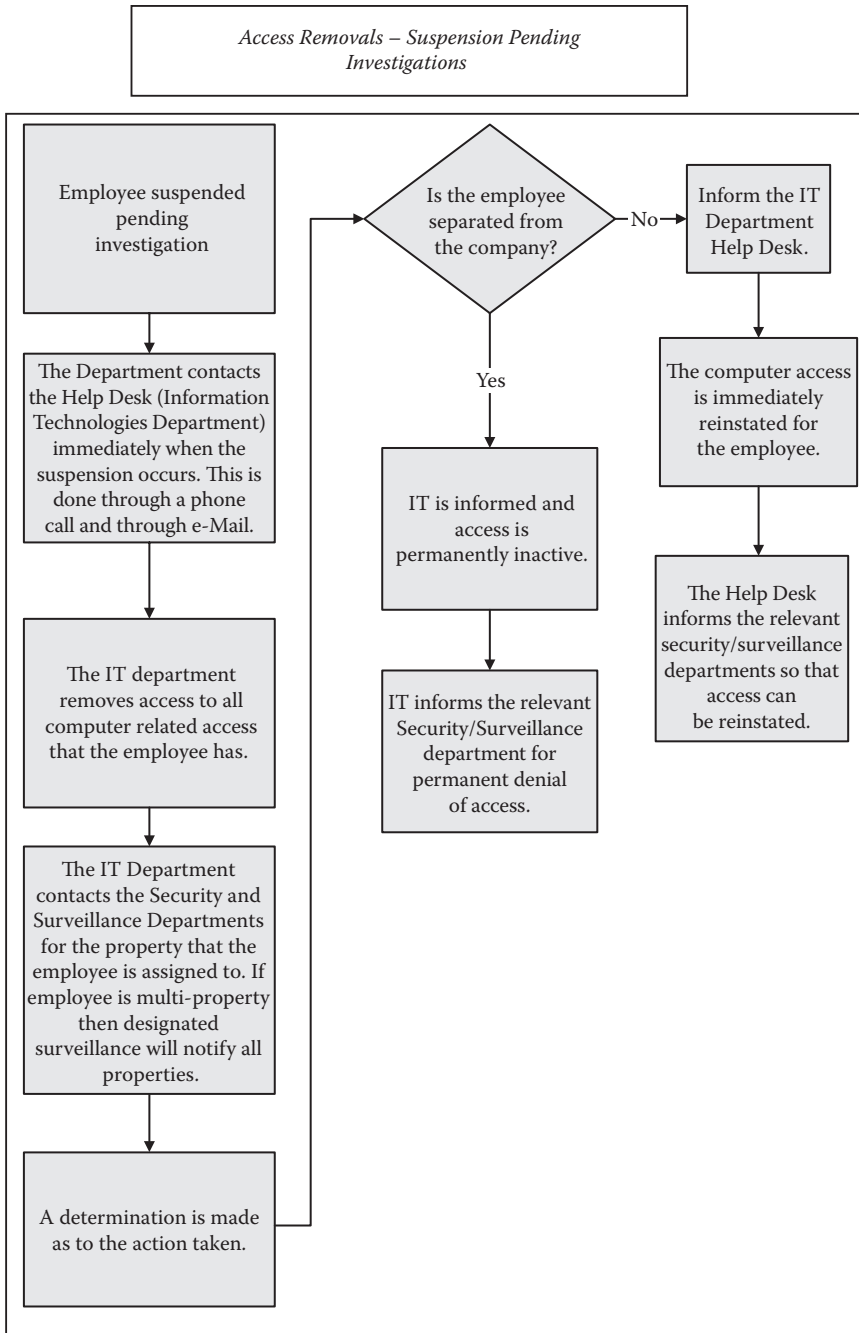 Access Removals – Suspension Pending
Investigations
Employee suspended
pending
investigation
The Department contacts
the Help Desk (Information
Technologies Department)
immediately when the
suspension occurs. This is
done through a phone
call and through e-Mail.
The IT department
removes access to all
computer related access
that the employee has.
The IT Department
contacts the Security and
Surveillance Departments
for the property that the
employee is assigned to. If
employee is multi-property
then designated
surveillance will notify all
properties.
A determination is made
as to the action taken.
Is the employee
separated from
the company?
Yes
IT is informed and
access is
permanently inactive.
IT informs the relevant
Security/Surveillance
department for
permanent denial
of access.
No
Inform the IT
Department
Help Desk.
The computer access
is immediately
reinstated for
the employee.
The Help Desk
informs the relevant
security/surveillance
departments so that
access can
be reinstated.